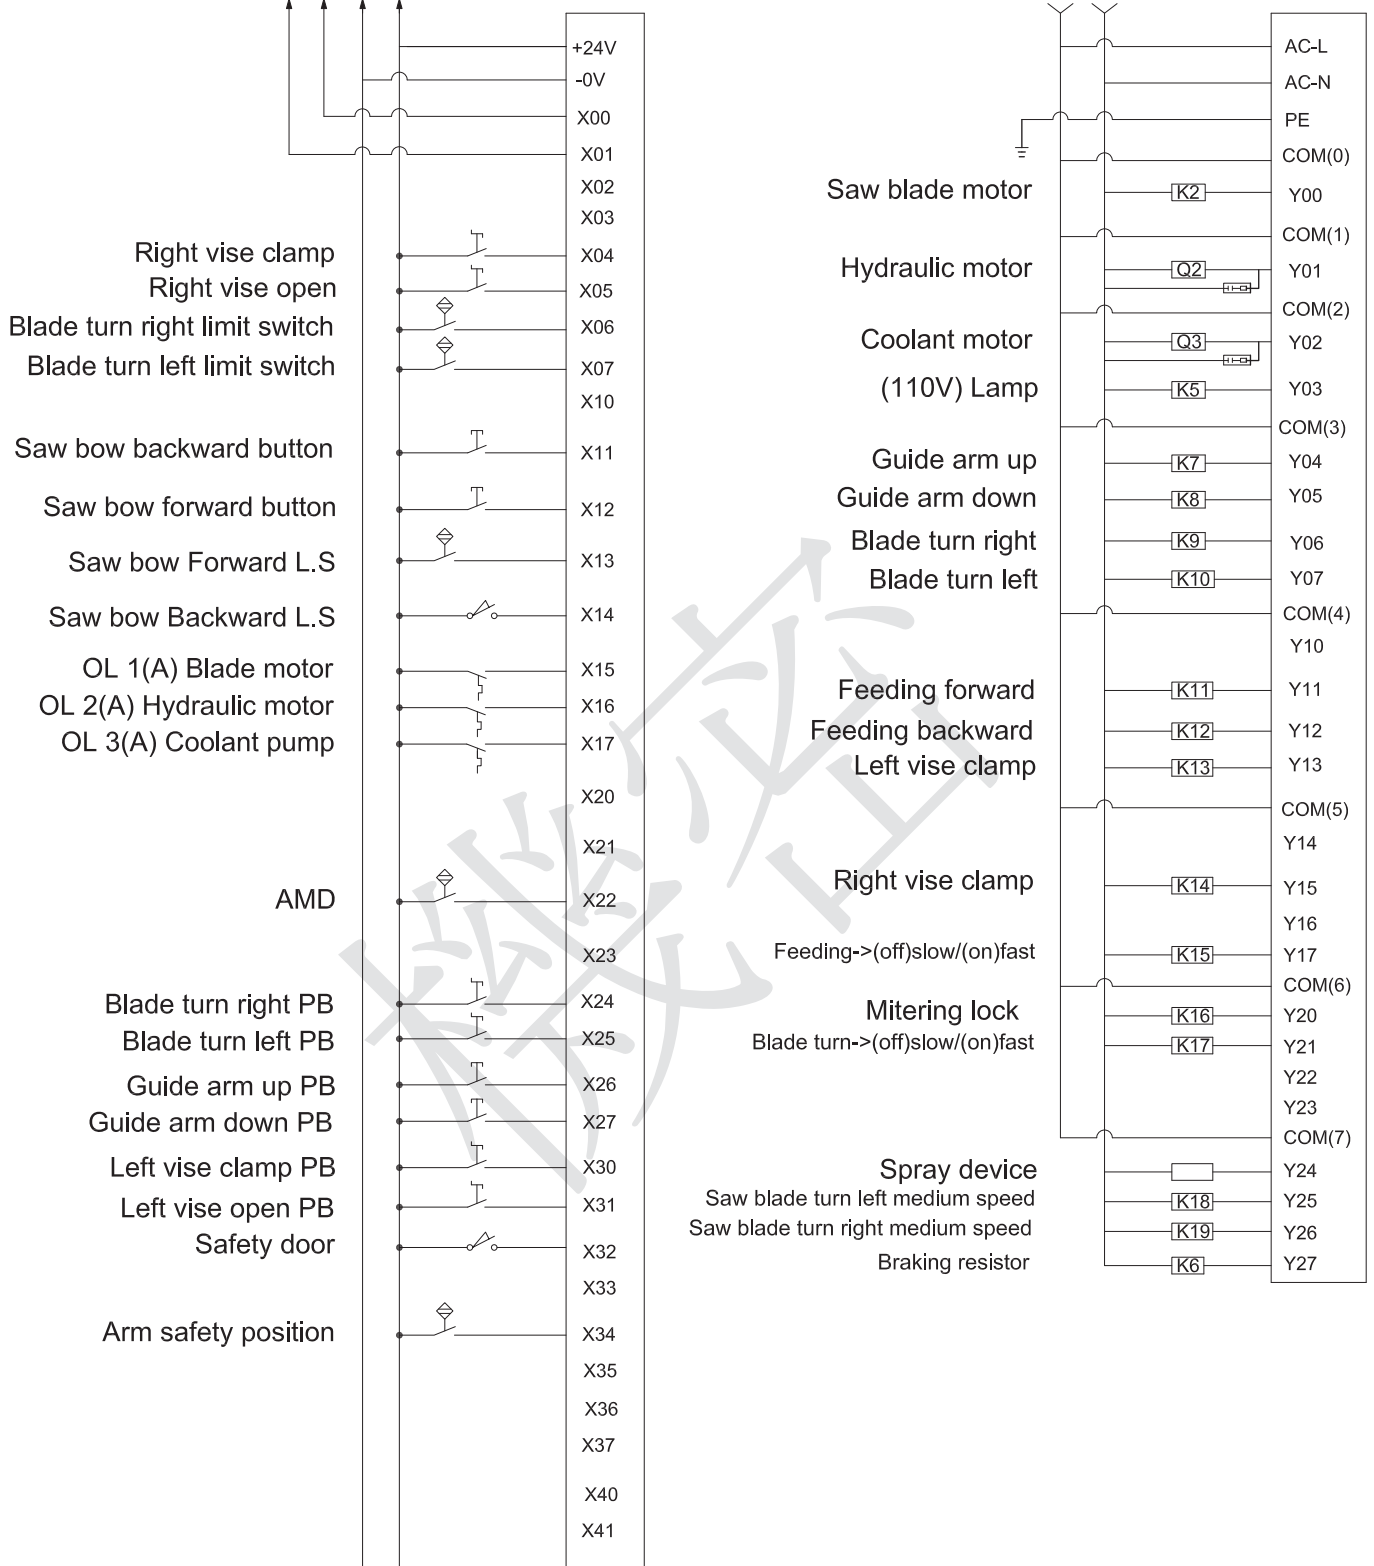 +24V
-0V
X00
X01
X02
X03
Right vise clamp X04
Right vise open X05
Blade turn right limit switch X06
Blade turn left limit switch X07
X10
Saw bow backward button X11
Saw bow forward button X12
Saw bow Forward L.S X13
Saw bow Backward L.S X14
OL 1(A) Blade motor X15
OL 2(A) Hydraulic motor X16
OL 3(A) Coolant pump X17
X20
X21
AMD X22
X23
Blade turn right PB X24
Blade turn left PB X25
Guide arm up PB X26
Guide arm down PB X27
Left vise clamp PB X30
Left vise open PB X31
Safety door X32
X33
Arm safety position X34
X35
X36
X37
X40
X41
AC-L
AC-N
PE
COM(0)
Saw blade motor K2 Y00
COM(1)
Hydraulic motor Q2 Y01
COM(2)
Coolant motor Q3 Y02
(110V) Lamp K5 Y03
COM(3)
Guide arm up K7 Y04
Guide arm down K8 Y05
Blade turn right K9 Y06
Blade turn left K10 Y07
COM(4)
Y10
Feeding forward K11 Y11
Feeding backward K12 Y12
Left vise clamp K13 Y13
COM(5)
Y14
Right vise clamp K14 Y15
Y16
Feeding->(off)slow/(on)fast K15 Y17
COM(6)
Mitering lock K16 Y20
Blade turn->(off)slow/(on)fast K17 Y21
Y22
Y23
COM(7)
Spray device Y24
Saw blade turn left medium speed K18 Y25
Saw blade turn right medium speed K19 Y26
Braking resistor K6 Y27
機密